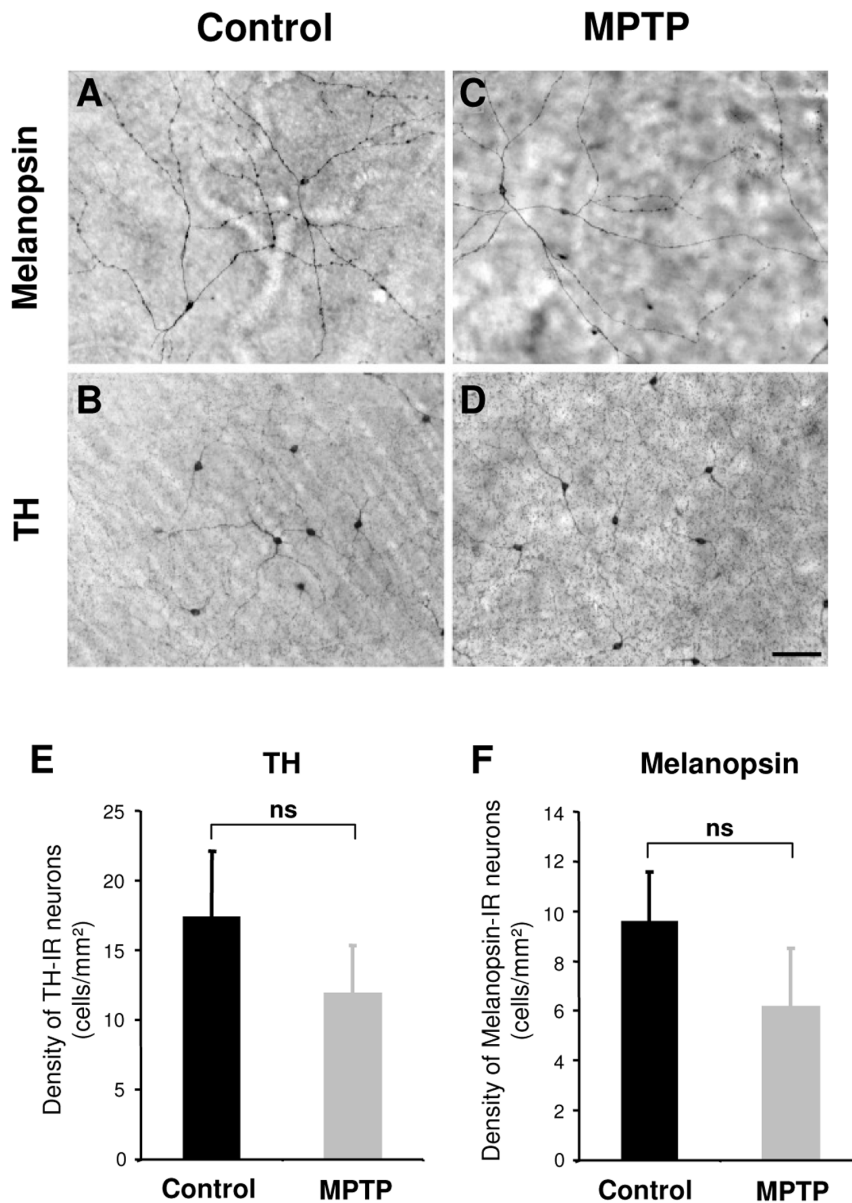 Control MPTP
Melanopsin
A
C
TH
B
D
E TH
Density of TH-IR neurons
(cells/mm²)
25
20
15
10
5
0
ns
Control MPTP
F Melanopsin
Density of Melanopsin-IR neurons
(cells/mm²)
14
12
10
8
6
4
2
0
ns
Control MPTP